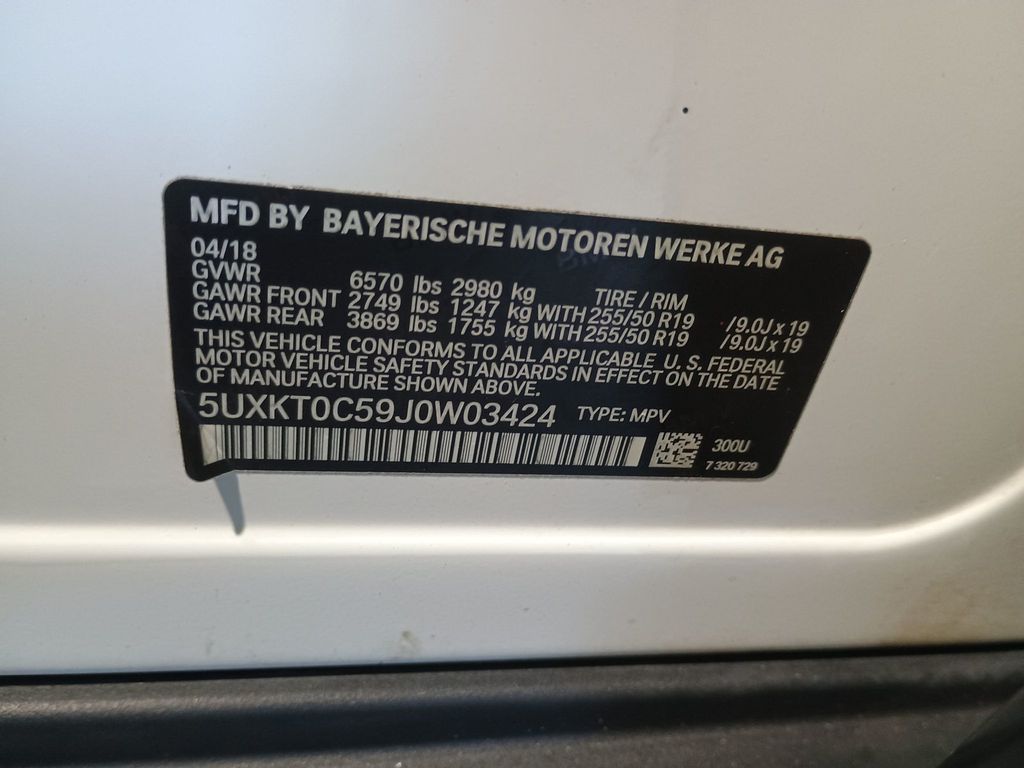 MFD BY BAYERISCHE MOTOREN WERKE AG
04/18
GVWR 6570 lbs 2980 kg TIRE / RIM
GAWR FRONT 2749 lbs 1247 kg WITH 255/50 R19 /9.0J x 19
GAWR REAR 3869 lbs 1755 kg WITH 255/50 R19 /9.0J x 19
THIS VEHICLE CONFORMS TO ALL APPLICABLE U.S. FEDERAL
MOTOR VEHICLE SAFETY STANDARDS IN EFFECT ON THE DATE
OF MANUFACTURE SHOWN ABOVE.
5UXKT0C59J0W03424 TYPE: MPV
300U
7 320 729